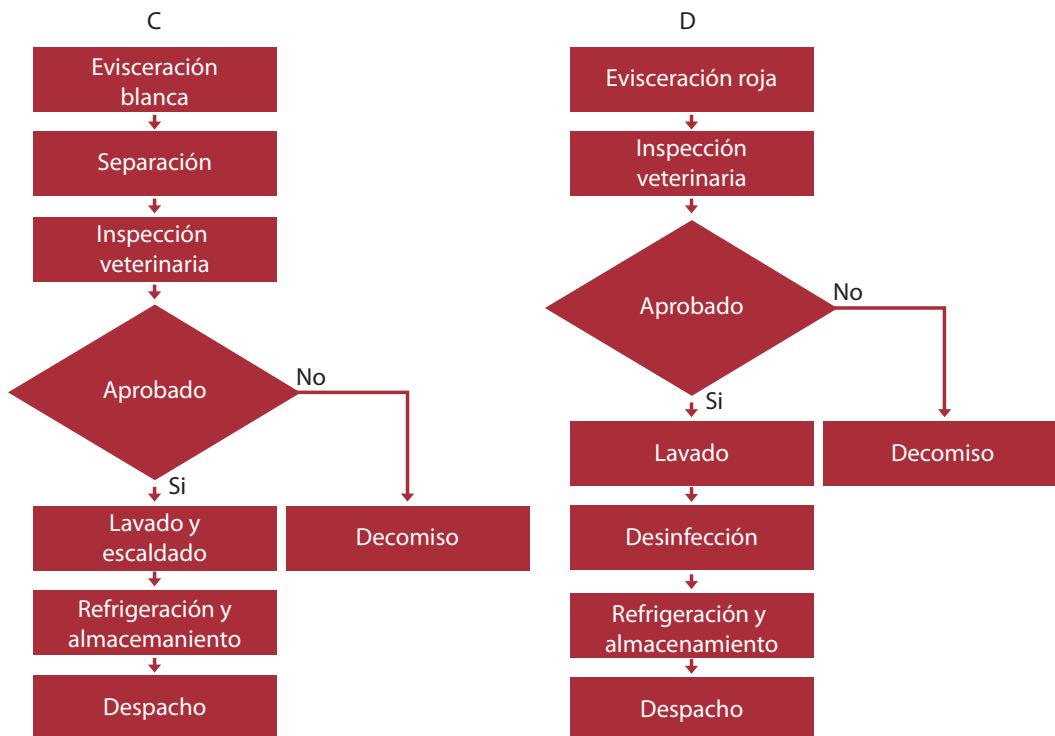 C
Evisceración
blanca
Separación
Inspección
veterinaria
Aprobado
No
Si
Lavado y
escaldado
Decomiso
Refrigeración y
almacemaniento
Despacho
D
Evisceración roja
Inspección
veterinaria
Aprobado
No
Si
Lavado
Decomiso
Desinfección
Refrigeración y
almacenamiento
Despacho